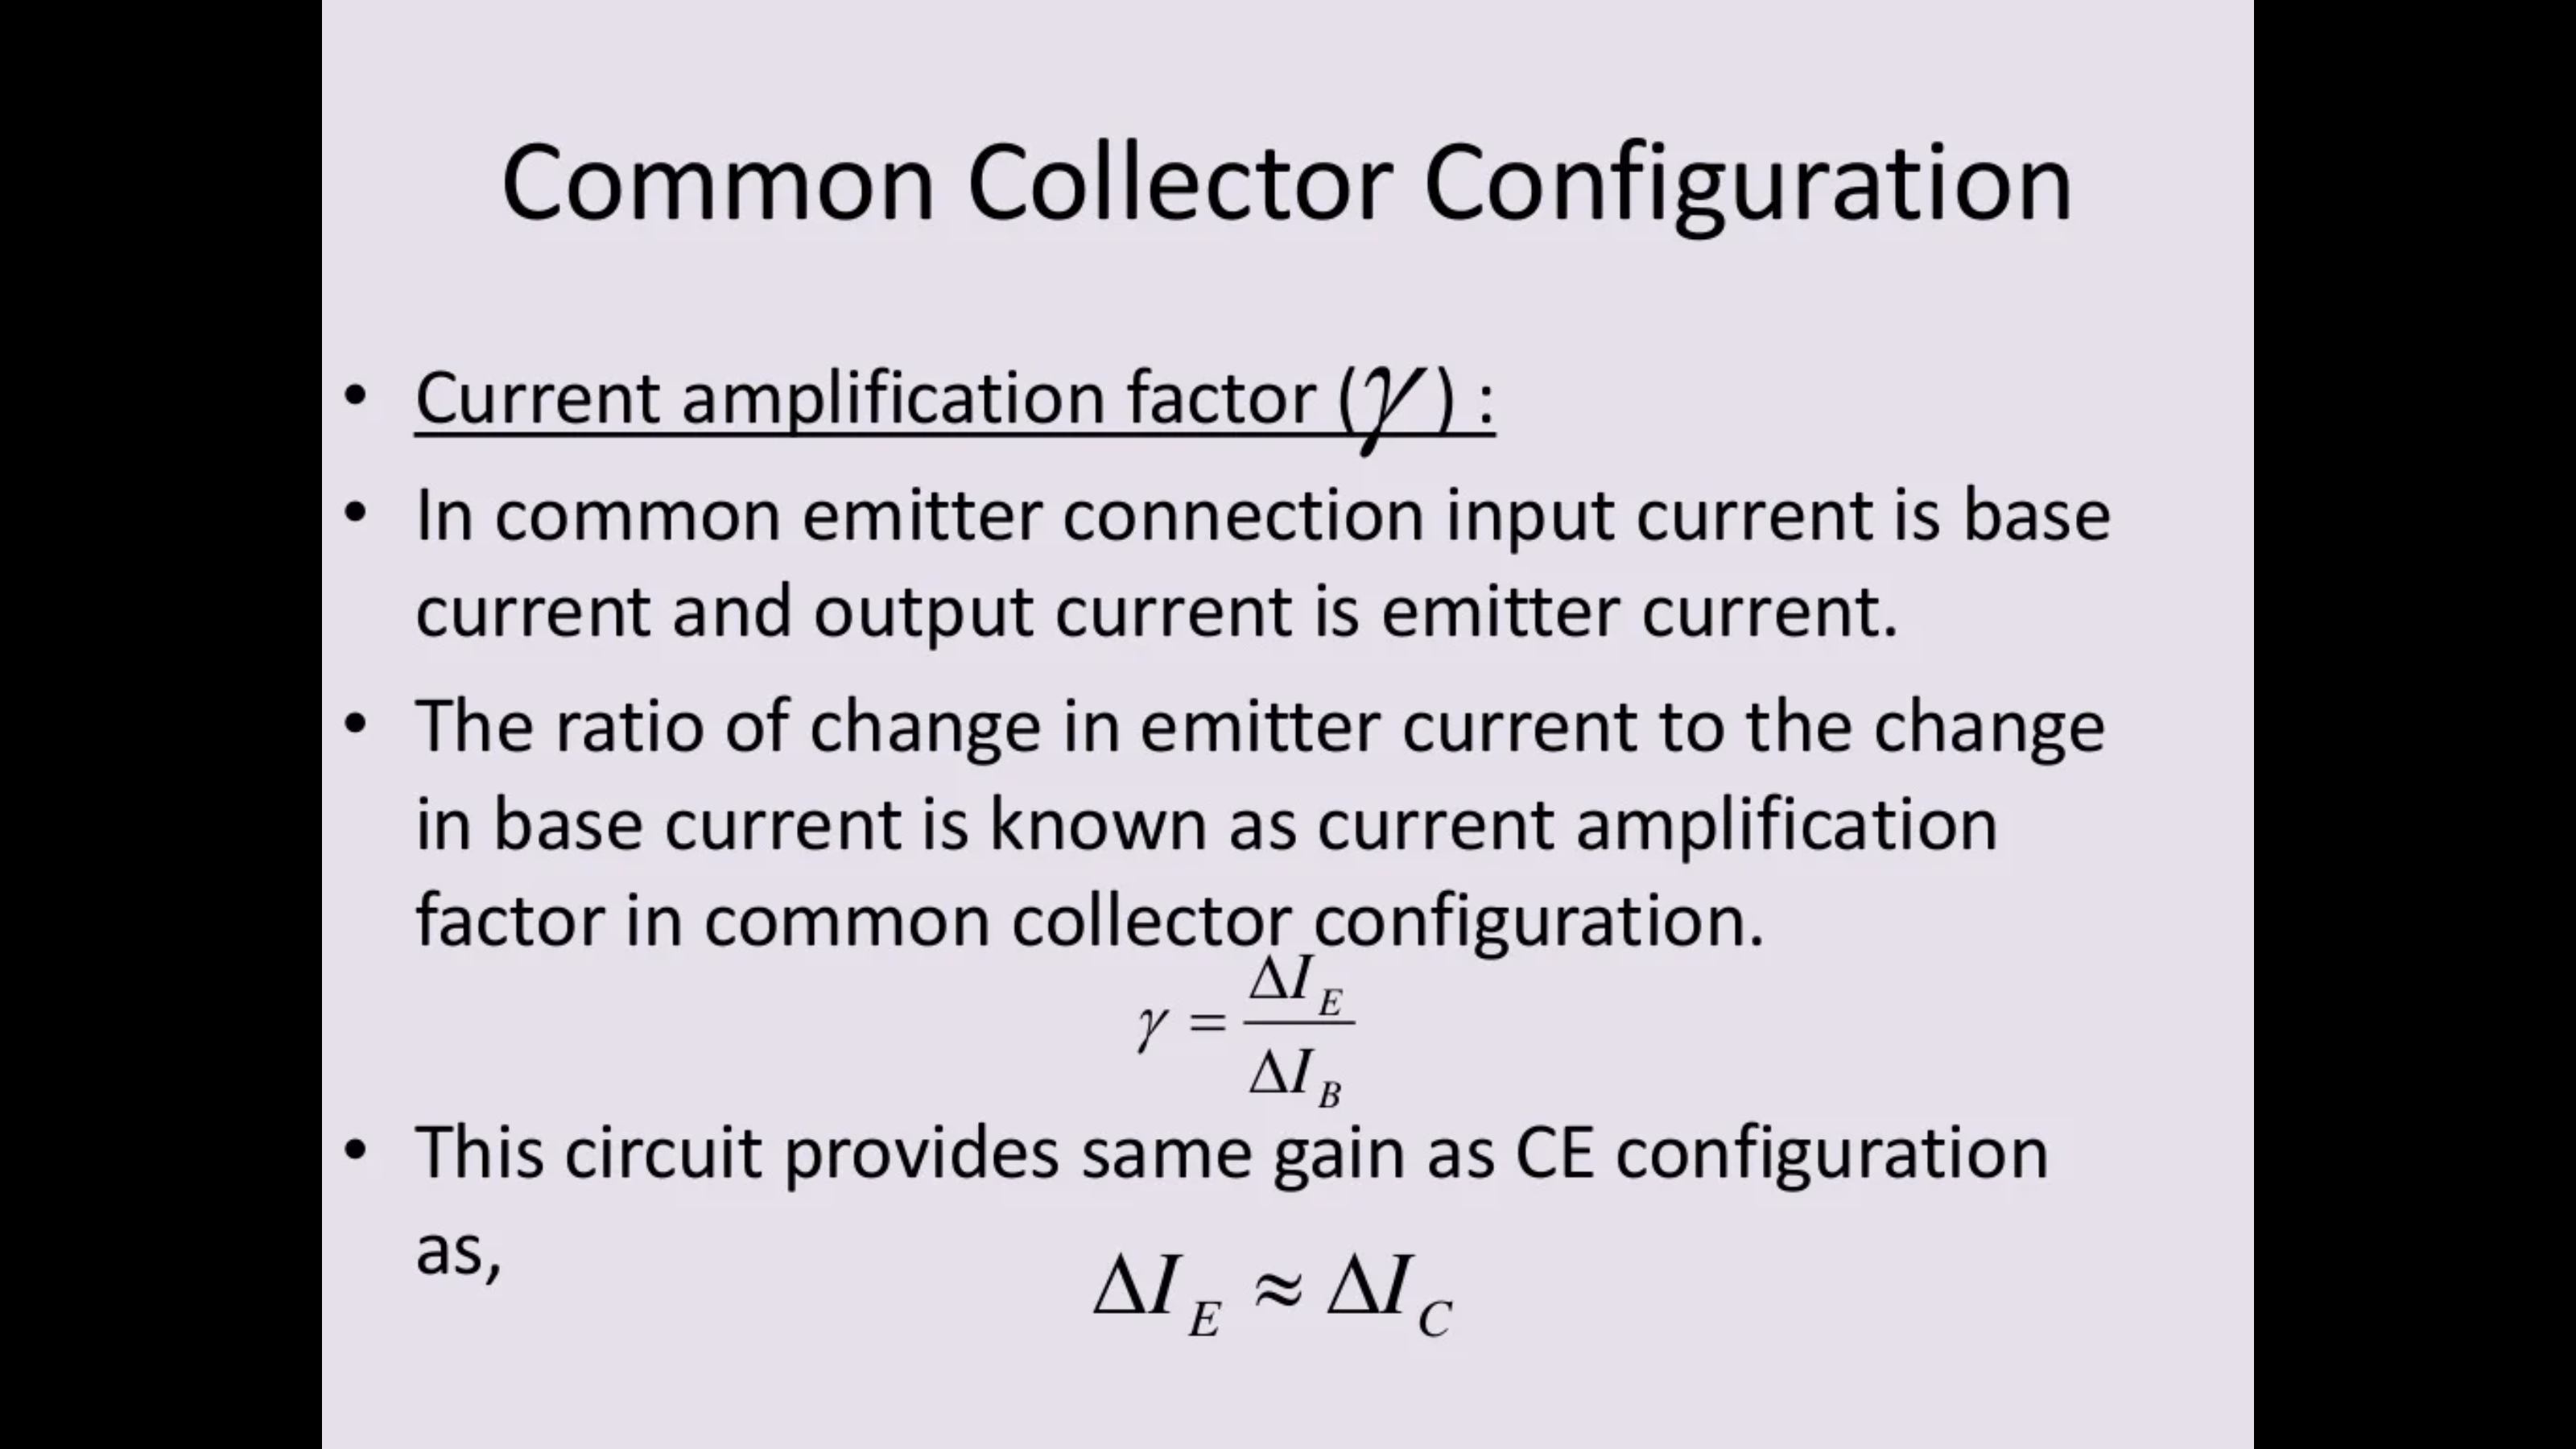 Common Collector Configuration
• Current amplification factor (γ) :
• In common emitter connection input current is base
current and output current is emitter current.
• The ratio of change in emitter current to the change
in base current is known as current amplification
factor in common collector configuration.
γ = ΔI_E / ΔI_B
• This circuit provides same gain as CE configuration
as,
ΔI_E ≈ ΔI_C